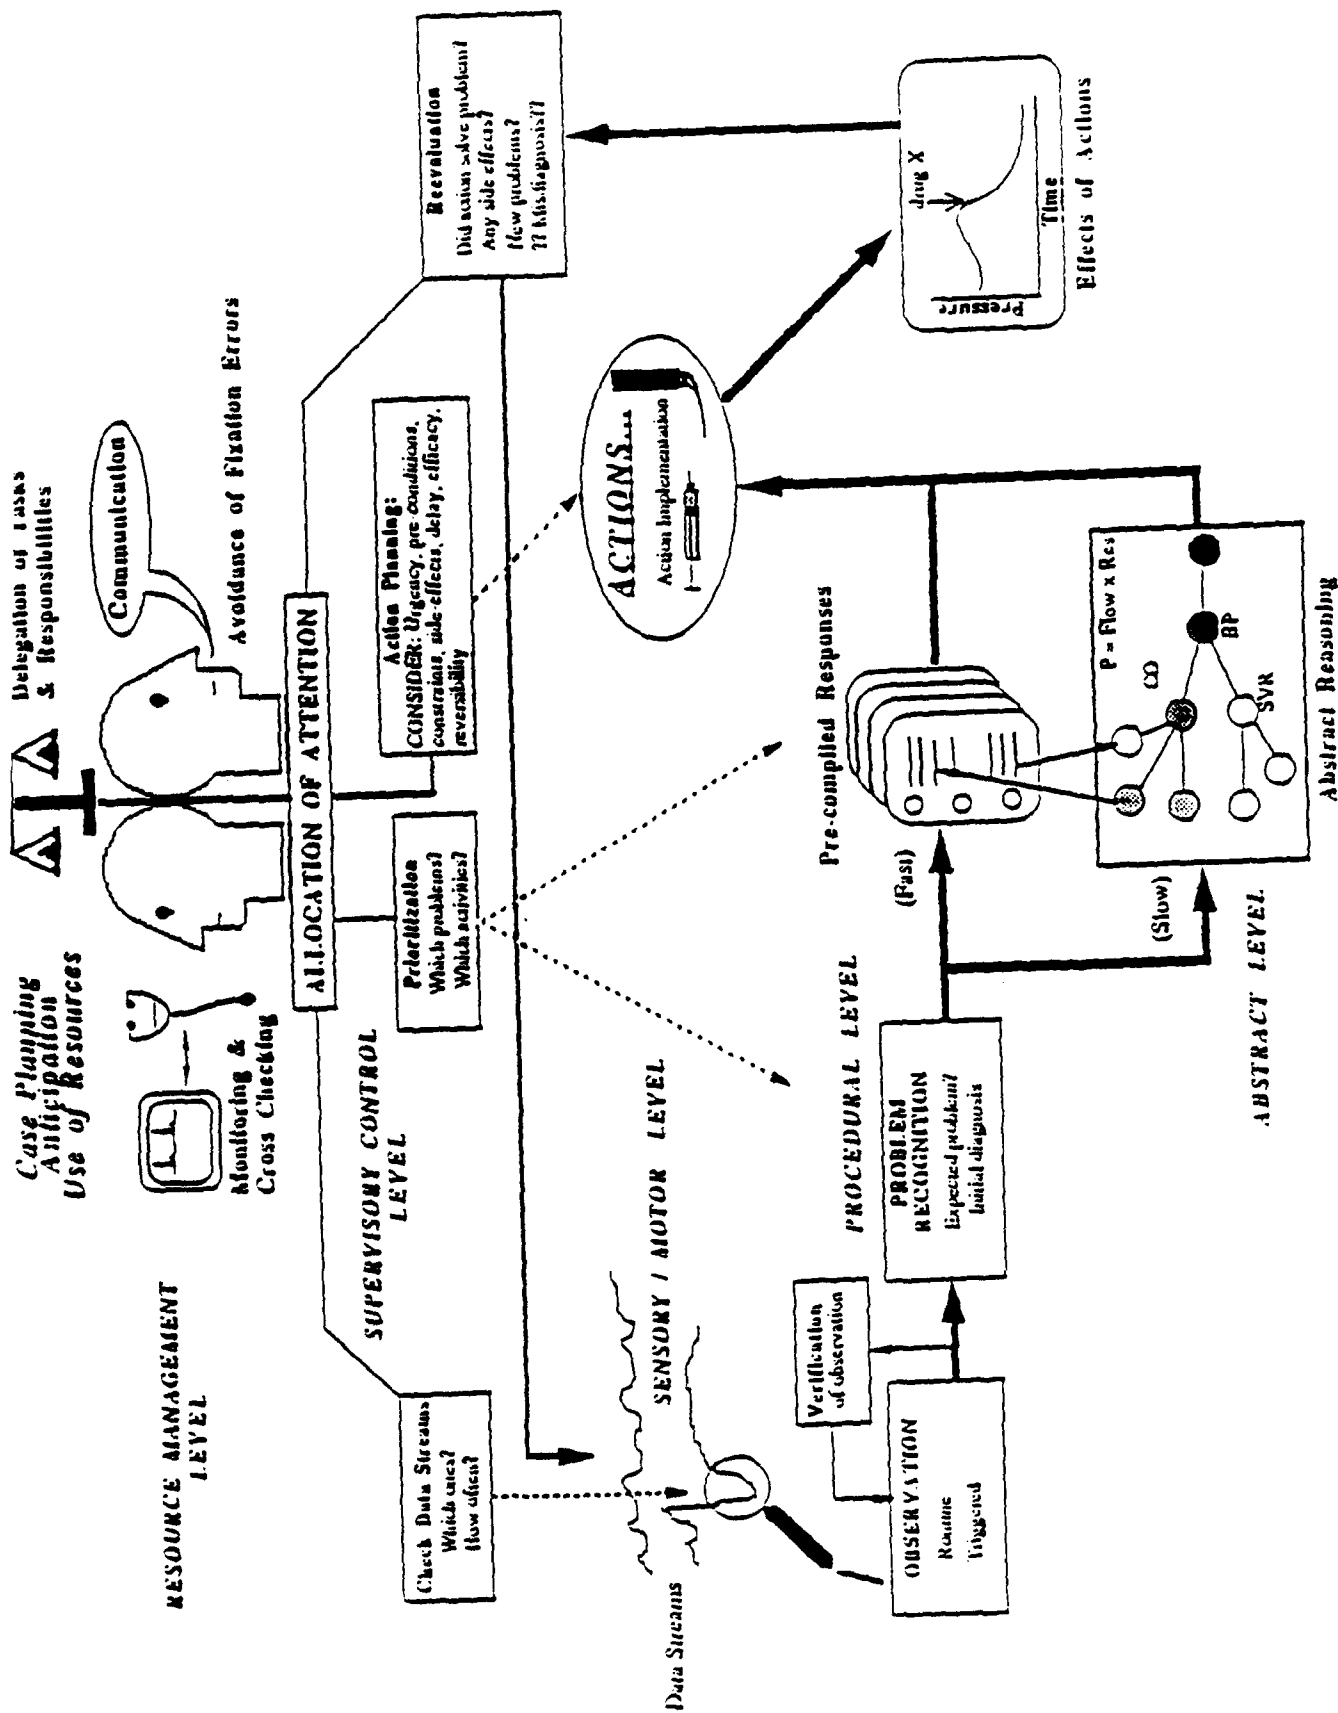 Case Planning
Anticipation
Use of Resources
Delegation of Tasks
& Responsibilities
Communication
Monitoring &
Cross Checking
Avoidance of Fixation Errors
RESOURCE MANAGEMENT
LEVEL
ALLOCATION OF ATTENTION
SUPERVISORY CONTROL
LEVEL
Check Data Streams
Which ones?
How often?
Prioritization
Which problems?
Which activities?
Action Planning:
CONSIDER: Urgency, pre-conditions,
constraints, side-effects, delay, efficacy,
reversibility
Reevaluation
Did action solve problem?
Any side effects?
New problems?
?? Misdiagnosis??
Data Streams
SENSORY / MOTOR LEVEL
ACTIONS...
Action Implementation
Verification
of observation
OBSERVATION
Routine
Triggered
PROCEDURAL LEVEL
PROBLEM
RECOGNITION
Expected problem?
Initial diagnosis
(Fast)
Pre-compiled Responses
(Slow)
ABSTRACT LEVEL
P = Flow x Res
CO
BP
SVR
Abstract Reasoning
drug X
Pressure
Time
Effects of Actions